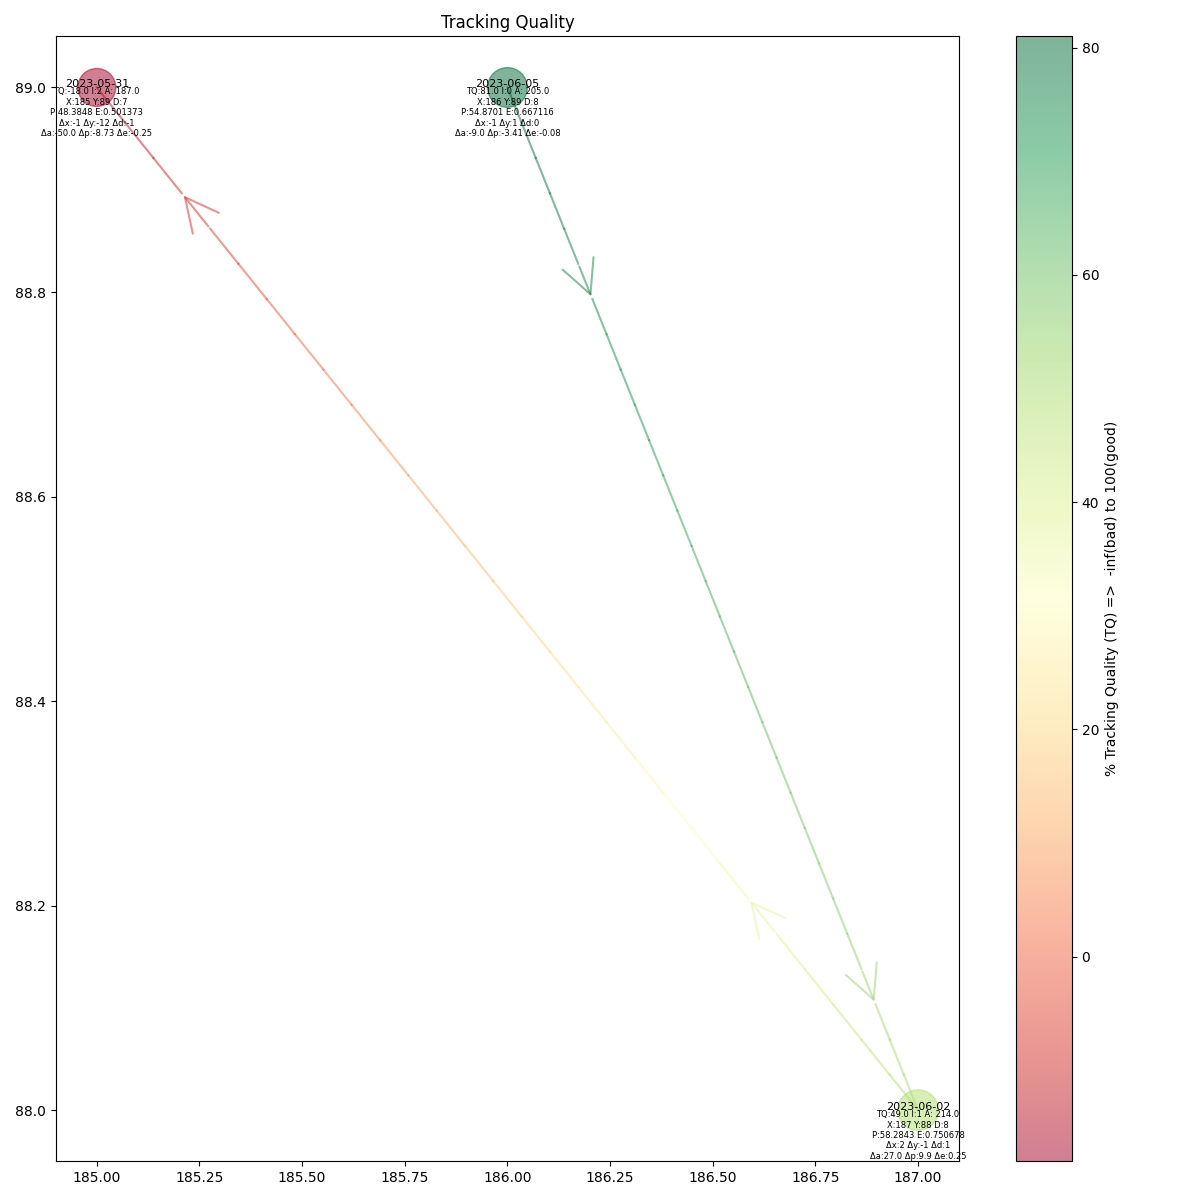 Tracking Quality
2023-05-31
TQ:-18.0 I:2 A: 187.0
X:185 Y:89 D:7
P:48.3848 E:0.501373
Δx:-1 Δy:-12 Δd:-1
Δa:-50.0 Δp:-8.73 Δe:-0.25
2023-06-05
TQ:81.0 I:0 A: 205.0
X:186 Y:89 D:8
P:54.8701 E:0.667116
Δx:-1 Δy:1 Δd:0
Δa:-9.0 Δp:-3.41 Δe:-0.08
2023-06-02
TQ:49.0 I:1 A: 214.0
X:187 Y:88 D:8
P:58.2843 E:0.750678
Δx:2 Δy:-1 Δd:1
Δa:27.0 Δp:9.9 Δe:0.25
89.0
88.8
88.6
88.4
88.2
88.0
185.00 185.25 185.50 185.75 186.00 186.25 186.50 186.75 187.00
80
60
40
20
0
% Tracking Quality (TQ) => -inf(bad) to 100(good)